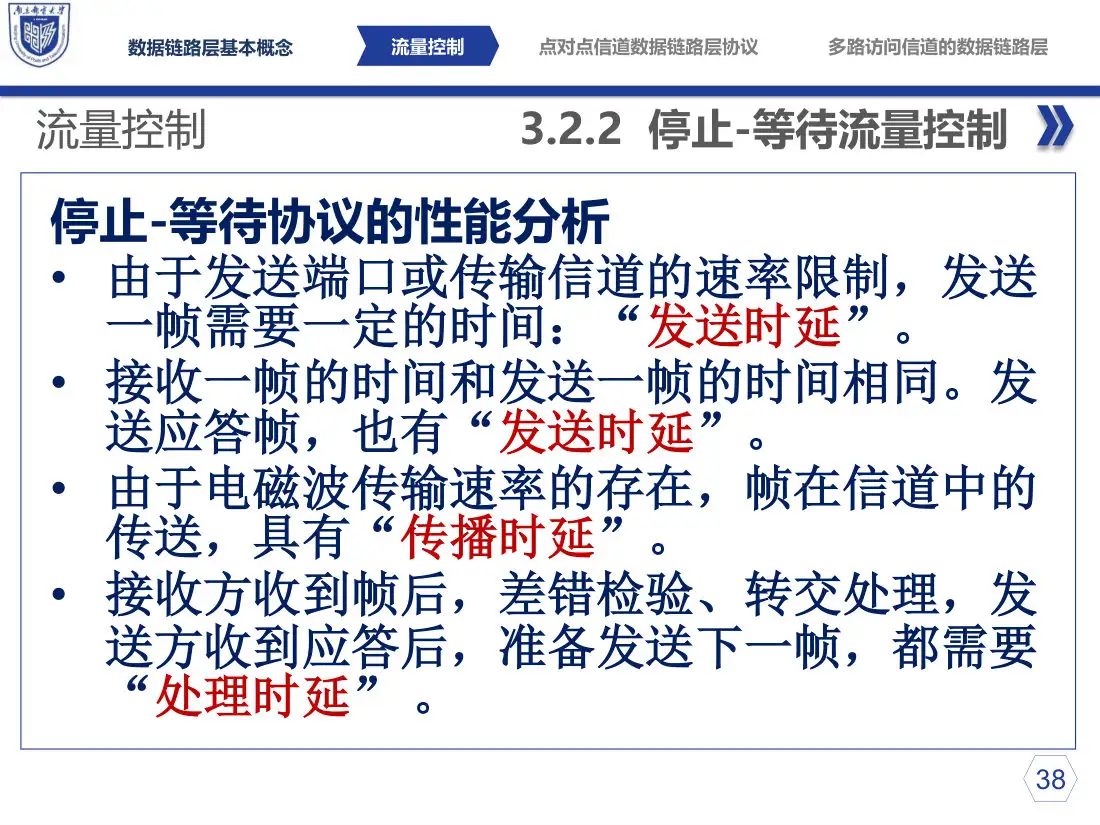 南京邮电大学
数据链路层基本概念 流量控制 点对点信道数据链路层协议 多路访问信道的数据链路层
流量控制 3.2.2 停止-等待流量控制
停止-等待协议的性能分析
• 由于发送端口或传输信道的速率限制，发送
一帧需要一定的时间：“发送时延”。
• 接收一帧的时间和发送一帧的时间相同。发
送应答帧，也有“发送时延”。
• 由于电磁波传输速率的存在，帧在信道中的
传送，具有“传播时延”。
• 接收方收到帧后，差错检验、转交处理，发
送方收到应答后，准备发送下一帧，都需要
“处理时延”。
38